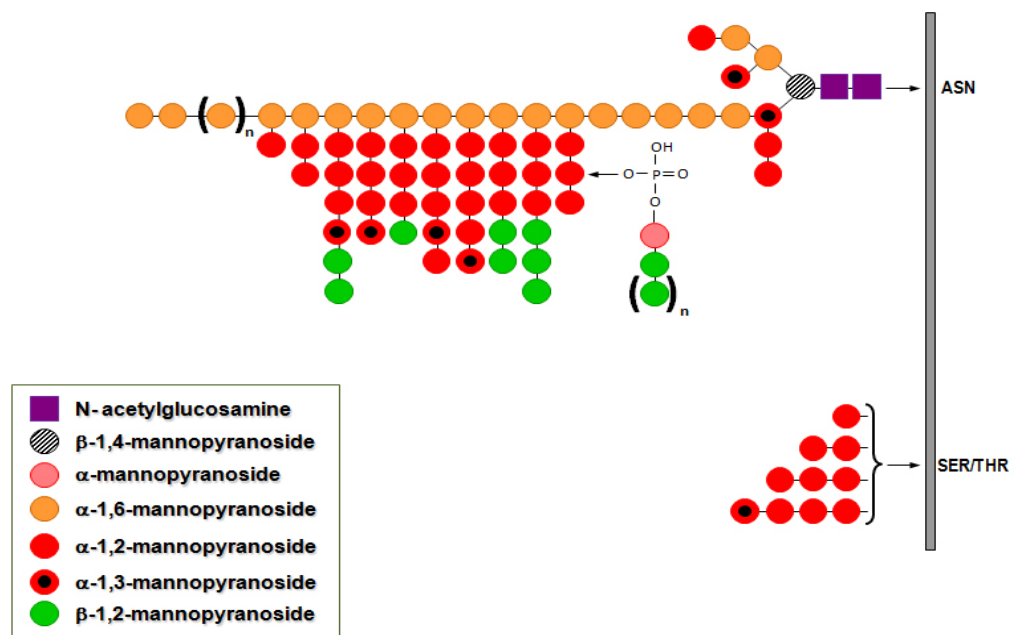 ASN
( )n
OH
O P O
O
( )n
N-acetylglucosamine
β-1,4-mannopyranoside
α-mannopyranoside
α-1,6-mannopyranoside
α-1,2-mannopyranoside
α-1,3-mannopyranoside
β-1,2-mannopyranoside
SER/THR